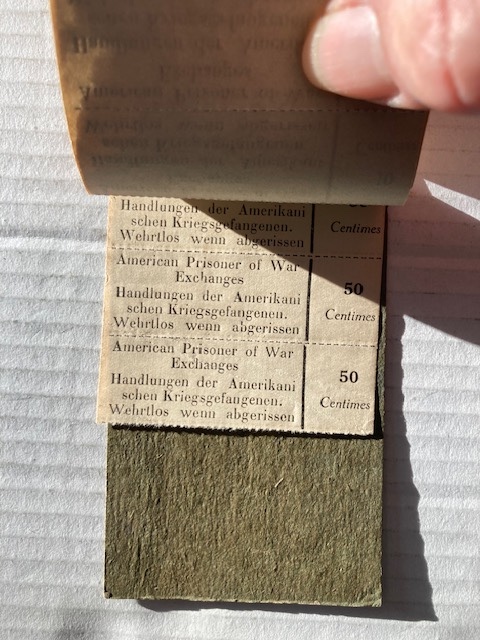 Handlungen der Amerikani
schen Kriegsgefangenen.
Wehrtlos wenn abgerissen
Centimes
American Prisoner of War
Exchanges
Handlungen der Amerikani
schen Kriegsgefangenen.
Wehrtlos wenn abgerissen
50
Centimes
American Prisoner of War
Exchanges
Handlungen der Amerikani
schen Kriegsgefangenen.
Wehrtlos wenn abgerissen
50
Centimes